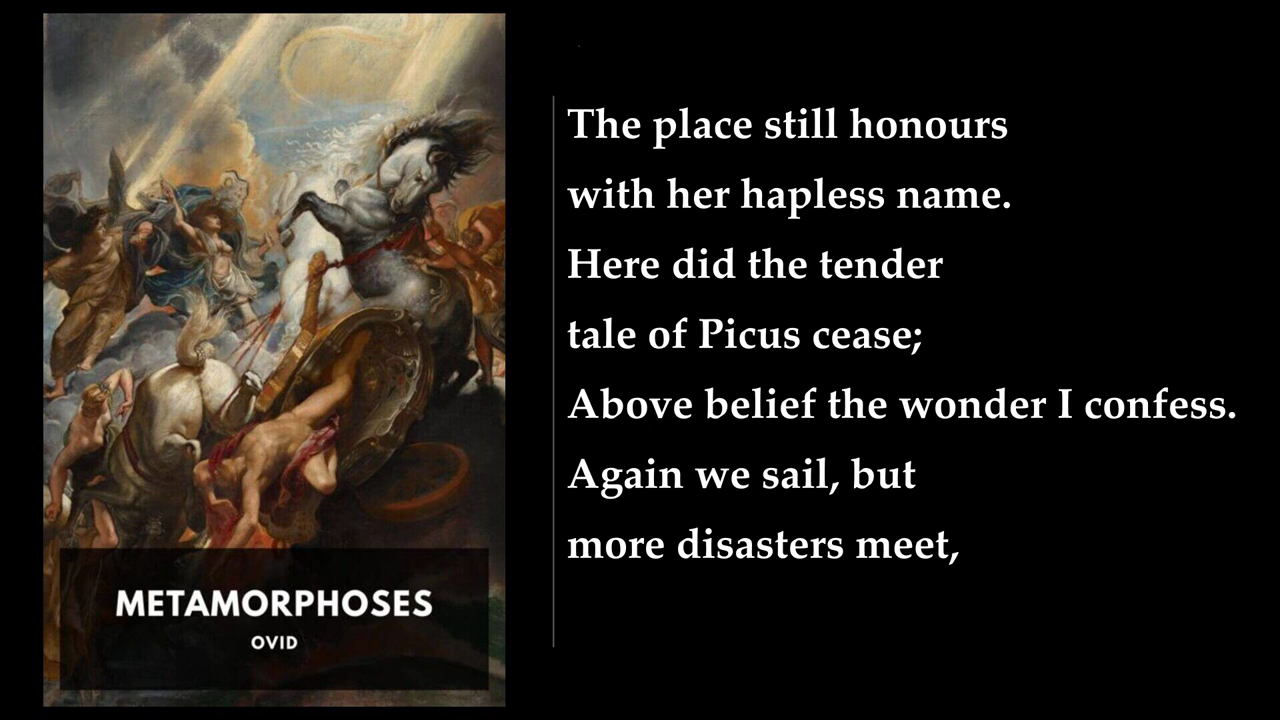 METAMORPHOSES
OVID
The place still honours
with her hapless name.
Here did the tender
tale of Picus cease;
Above belief the wonder I confess.
Again we sail, but
more disasters meet,